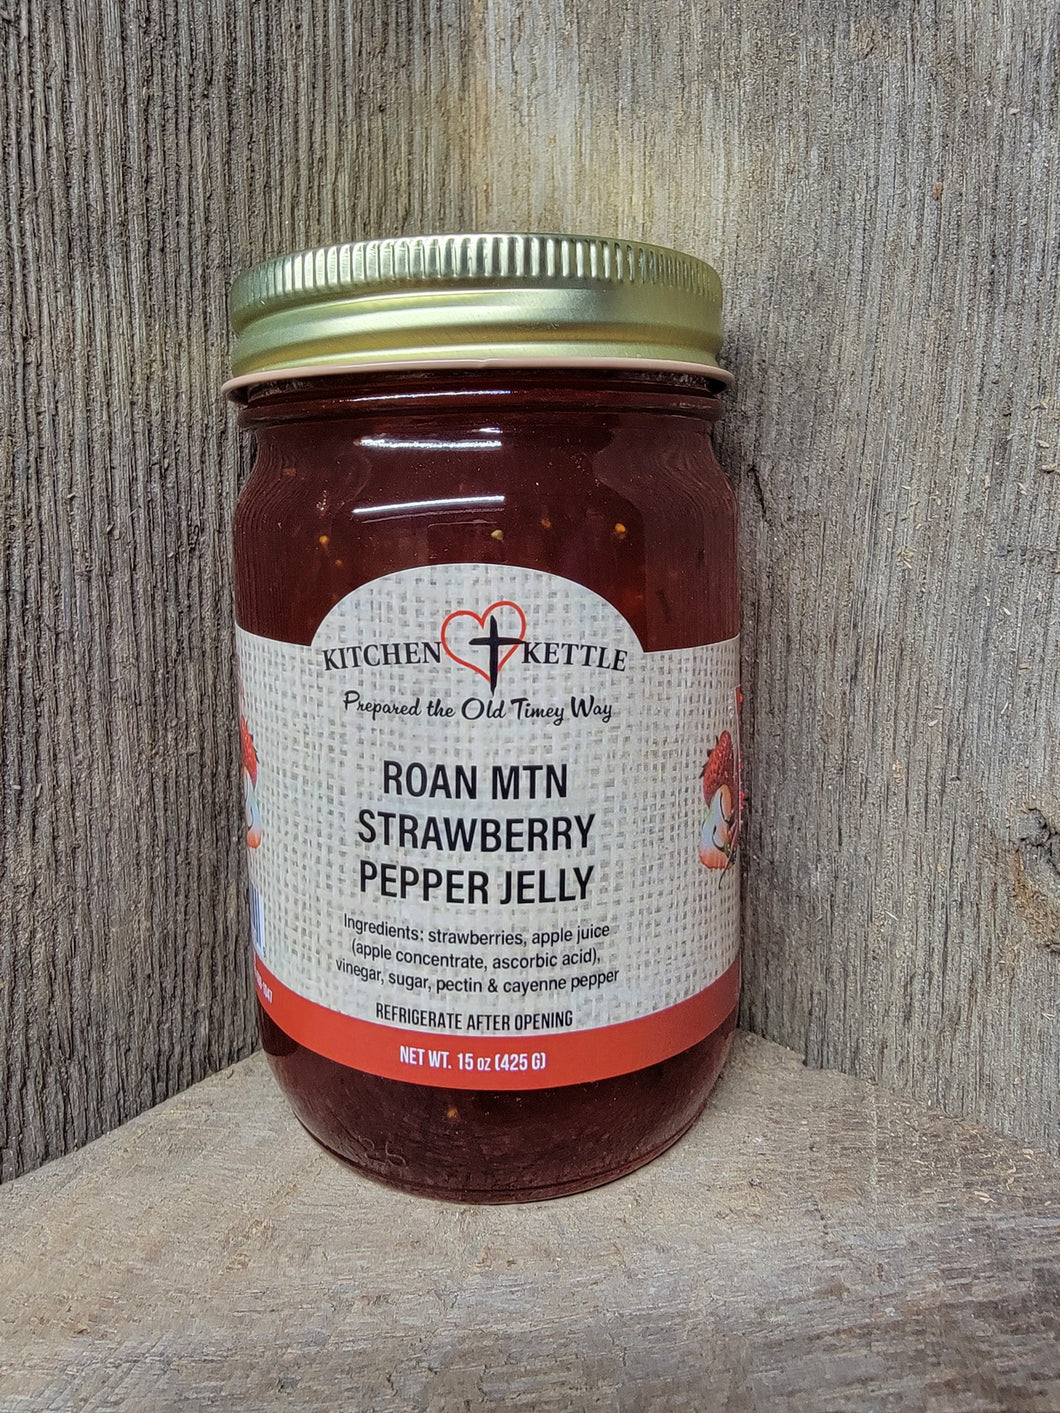 KITCHEN KETTLE
Prepared the Old Timey Way
ROAN MTN
STRAWBERRY
PEPPER JELLY
Ingredients: strawberries, apple juice
(apple concentrate, ascorbic acid),
vinegar, sugar, pectin & cayenne pepper
REFRIGERATE AFTER OPENING
NET WT. 15 oz (425 G)